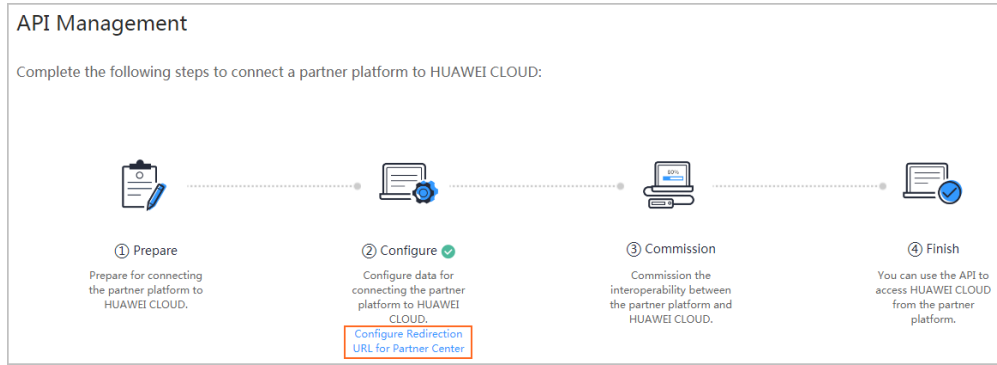 API Management
Complete the following steps to connect a partner platform to HUAWEI CLOUD:
80%
① Prepare
Prepare for connecting
the partner platform to
HUAWEI CLOUD.
② Configure
Configure data for
connecting the partner
platform to HUAWEI
CLOUD.
Configure Redirection
URL for Partner Center
③ Commission
Commission the
interoperability between
the partner platform and
HUAWEI CLOUD.
④ Finish
You can use the API to
access HUAWEI CLOUD
from the partner
platform.